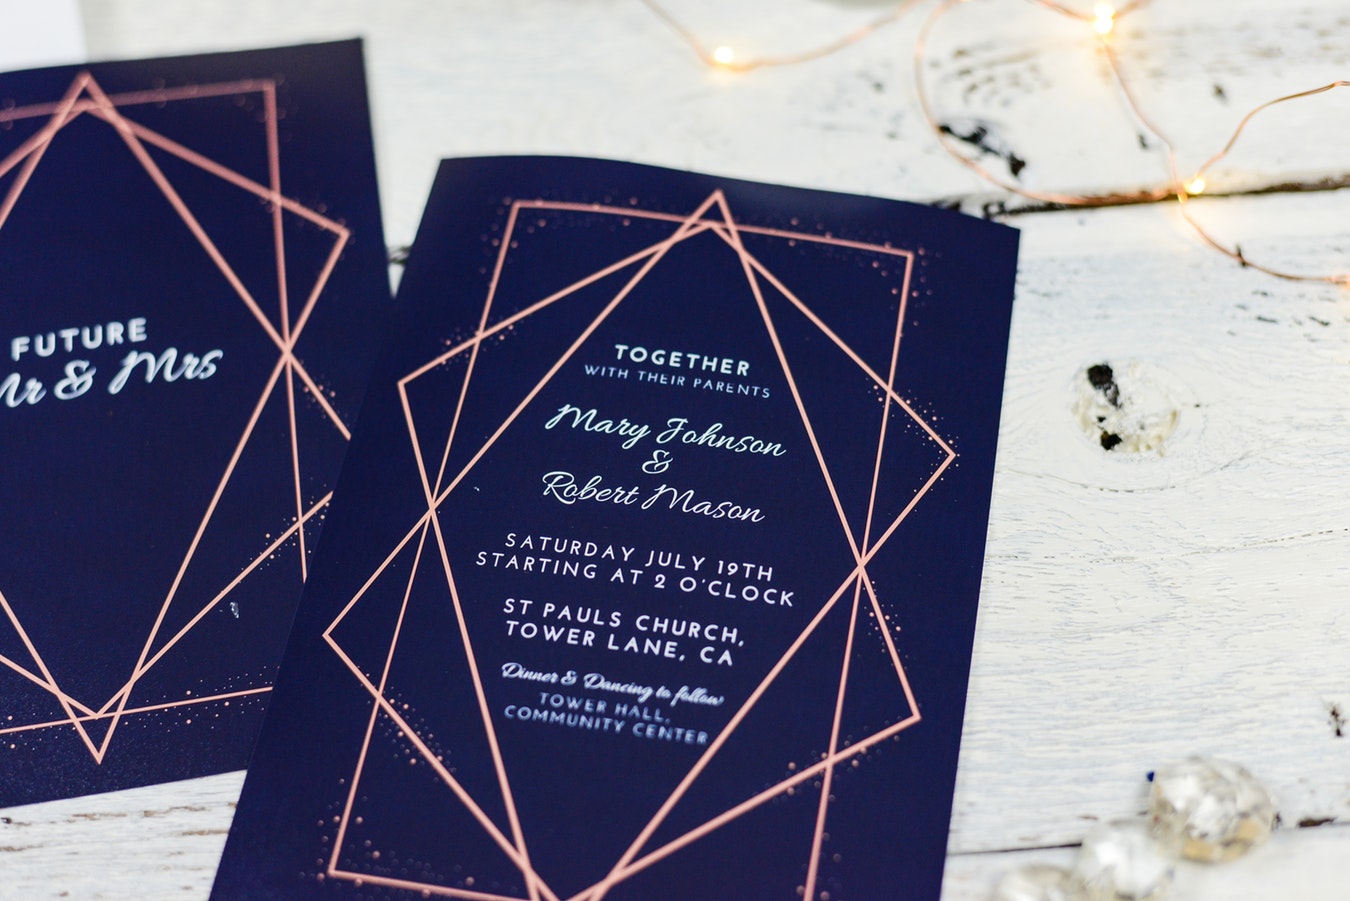 FUTURE
Mr & Mrs
TOGETHER
WITH THEIR PARENTS
Mary Johnson
&
Robert Mason
SATURDAY JULY 19TH
STARTING AT 2 O'CLOCK
ST PAULS CHURCH,
TOWER LANE, CA
Dinner & Dancing to follow
TOWER HALL,
COMMUNITY CENTER